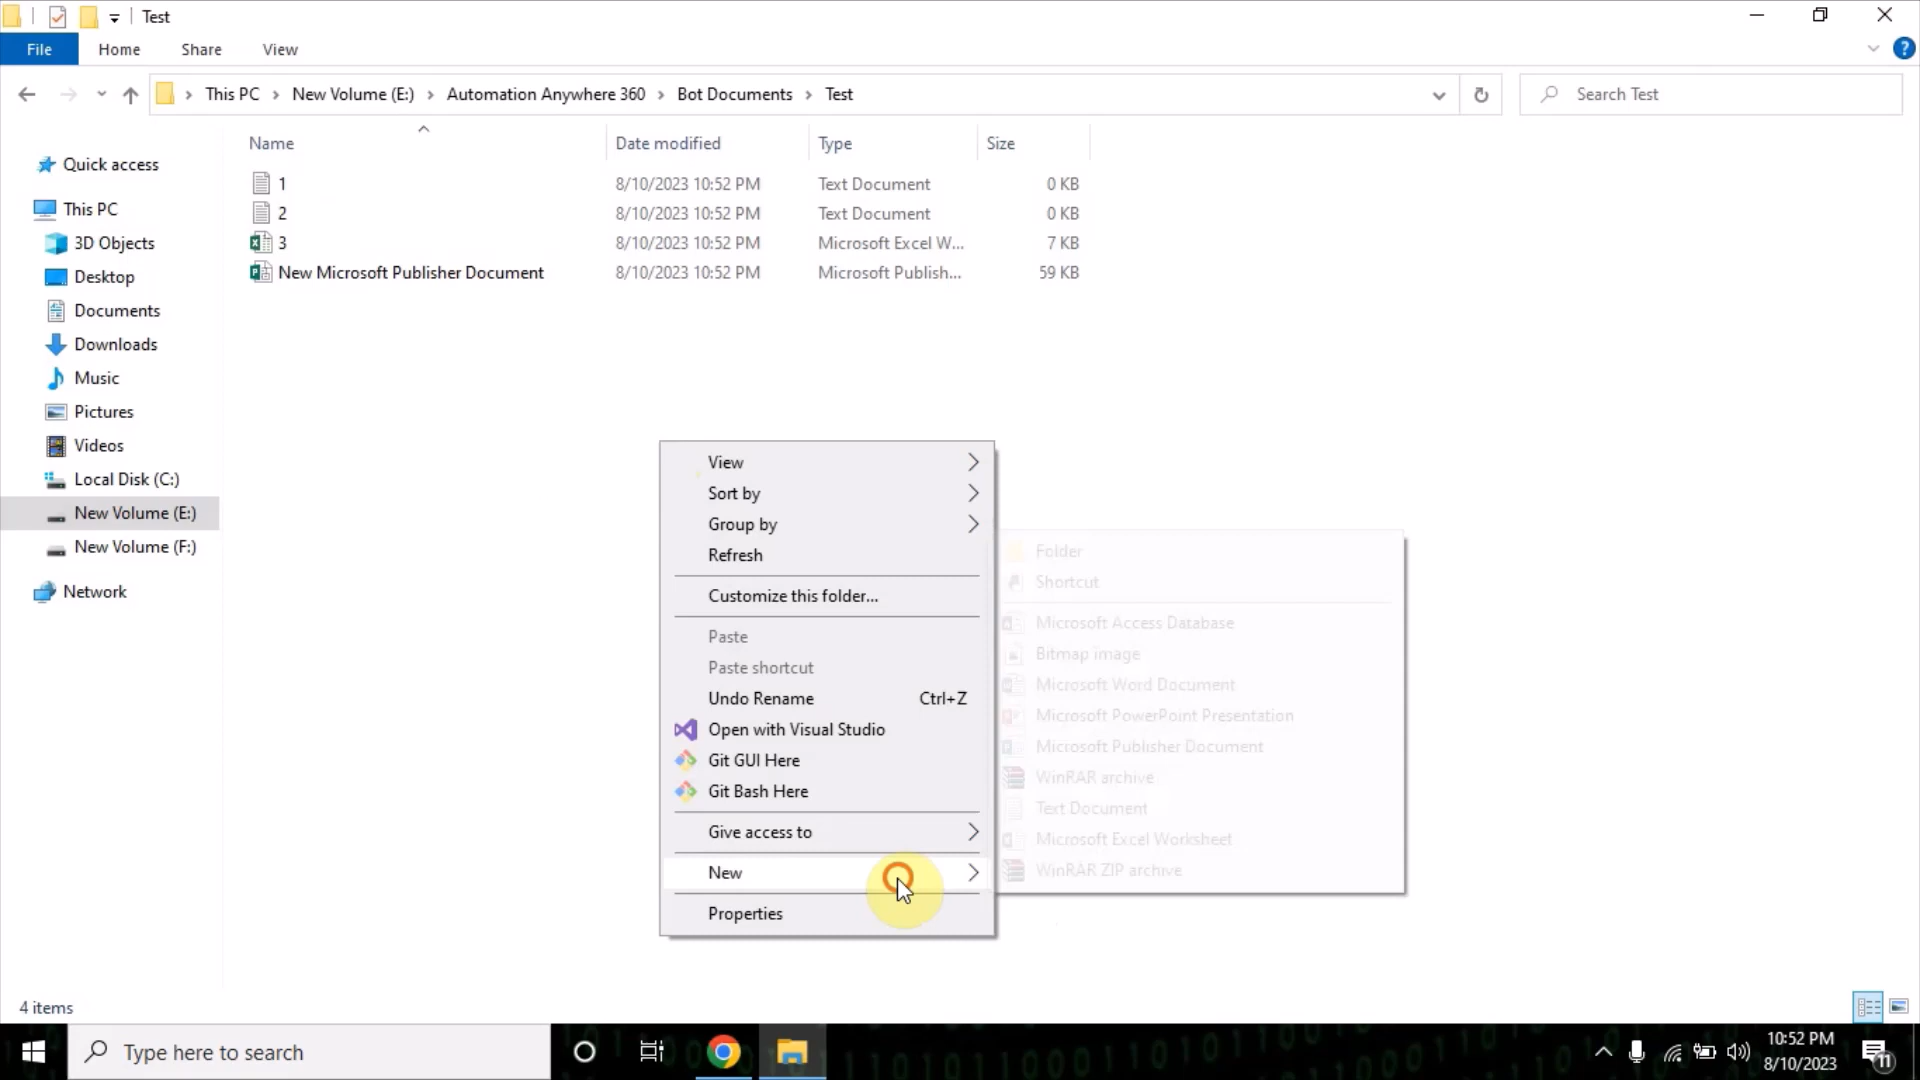 Test
File Home Share View
This PC New Volume (E:) Automation Anywhere 360 Bot Documents Test
Search Test
Name Date modified Type Size
1 8/10/2023 10:52 PM Text Document 0 KB
2 8/10/2023 10:52 PM Text Document 0 KB
3 8/10/2023 10:52 PM Microsoft Excel W... 7 KB
New Microsoft Publisher Document 8/10/2023 10:52 PM Microsoft Publish... 59 KB
Quick access
This PC
3D Objects
Desktop
Documents
Downloads
Music
Pictures
Videos
Local Disk (C:)
New Volume (E:)
New Volume (F:)
Network
View
Sort by
Group by
Refresh
Customize this folder...
Paste
Paste shortcut
Undo Rename Ctrl+Z
Open with Visual Studio
Git GUI Here
Git Bash Here
Give access to
New
Properties
Folder
Shortcut
Microsoft Access Database
Bitmap image
Microsoft Word Document
Microsoft PowerPoint Presentation
Microsoft Publisher Document
WinRAR archive
Text Document
Microsoft Excel Worksheet
WinRAR ZIP archive
4 items
Type here to search
10:52 PM
8/10/2023
11